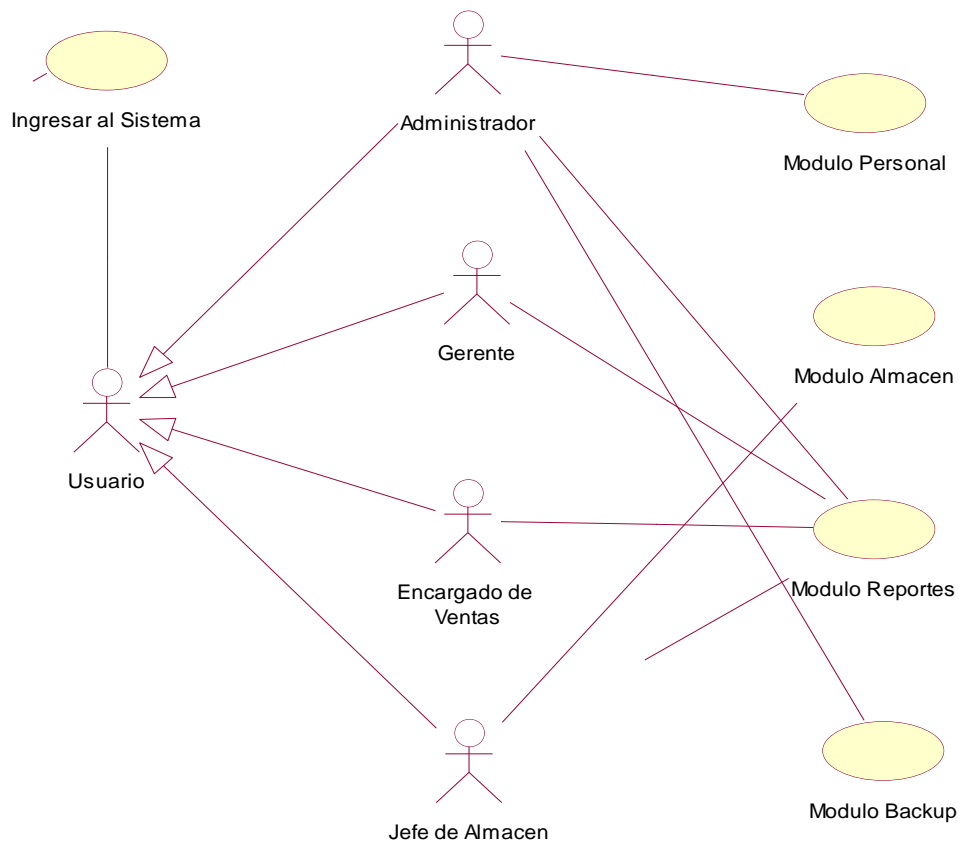 Ingresar al Sistema
Administrador
Modulo Personal
Gerente
Modulo Almacen
Usuario
Encargado de
Ventas
Modulo Reportes
Jefe de Almacen
Modulo Backup